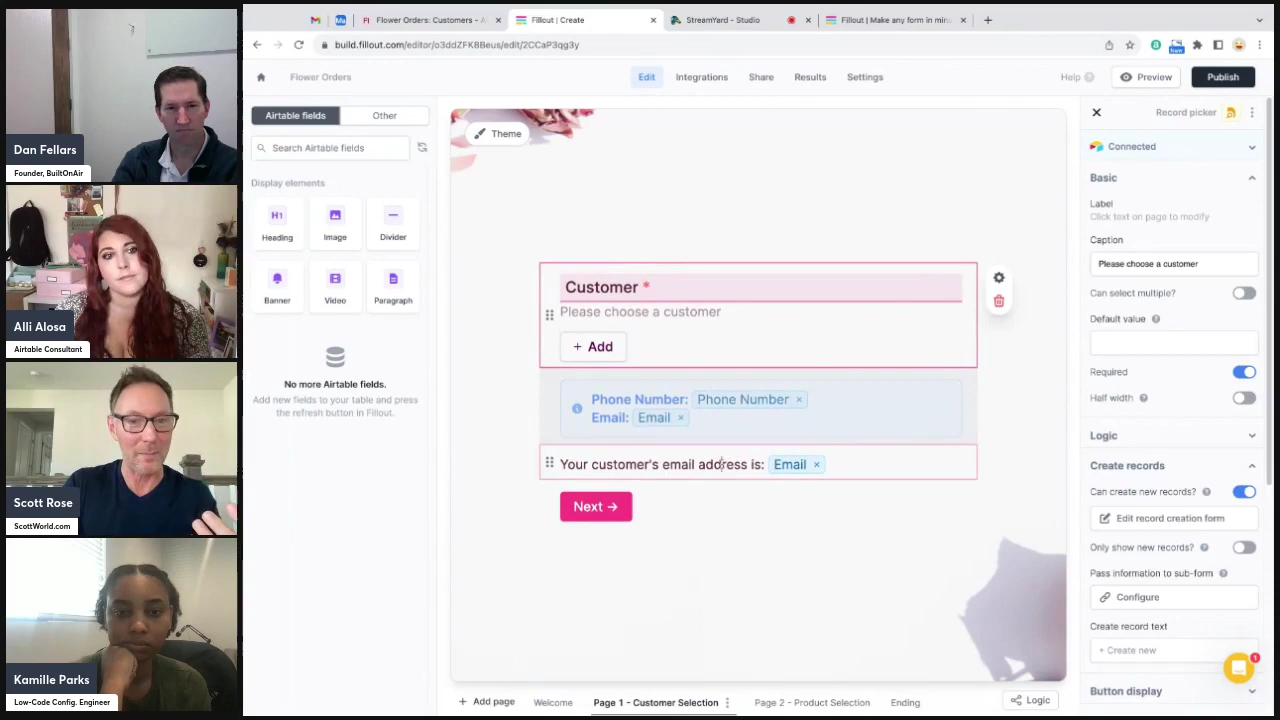 Dan Fellars
Founder, BuiltOnAir
Alli Alosa
Airtable Consultant
Scott Rose
ScottWorld.com
Kamille Parks
Low-Code Config. Engineer
Flower Orders: Customers - A
Fillout | Create
StreamYard - Studio
Fillout | Make any form in minu
build.fillout.com/editor/o3ddZFK8Beus/edit/2CCaP3qg3y
New
Flower Orders
Edit
Integrations
Share
Results
Settings
Help
Preview
Publish
Airtable fields
Other
Search Airtable fields
Display elements
H1
Heading
Image
Divider
Banner
Video
Paragraph
No more Airtable fields.
Add new fields to your table and press
the refresh button in Fillout.
Theme
Customer *
Please choose a customer
+ Add
Phone Number: Phone Number ×
Email: Email ×
Your customer's email address is: Email ×
Next →
+ Add page
Welcome
Page 1 - Customer Selection
Page 2 - Product Selection
Ending
Logic
Record picker
Connected
Basic
Label
Click text on page to modify
Caption
Please choose a customer
Can select multiple?
Default value
Required
Half width
Logic
Create records
Can create new records?
Edit record creation form
Only show new records?
Pass information to sub-form
Configure
Create record text
+ Create new
Button display
1